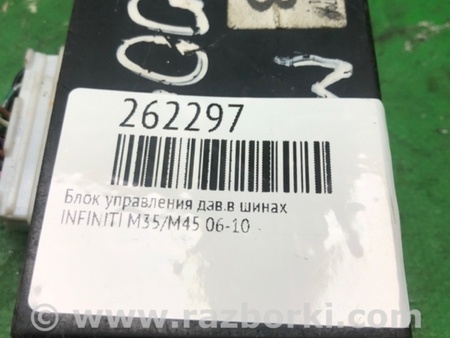 262297
Блок управления дав.в шинах
INFINITI M35/M45 06-10
www.razborki.com